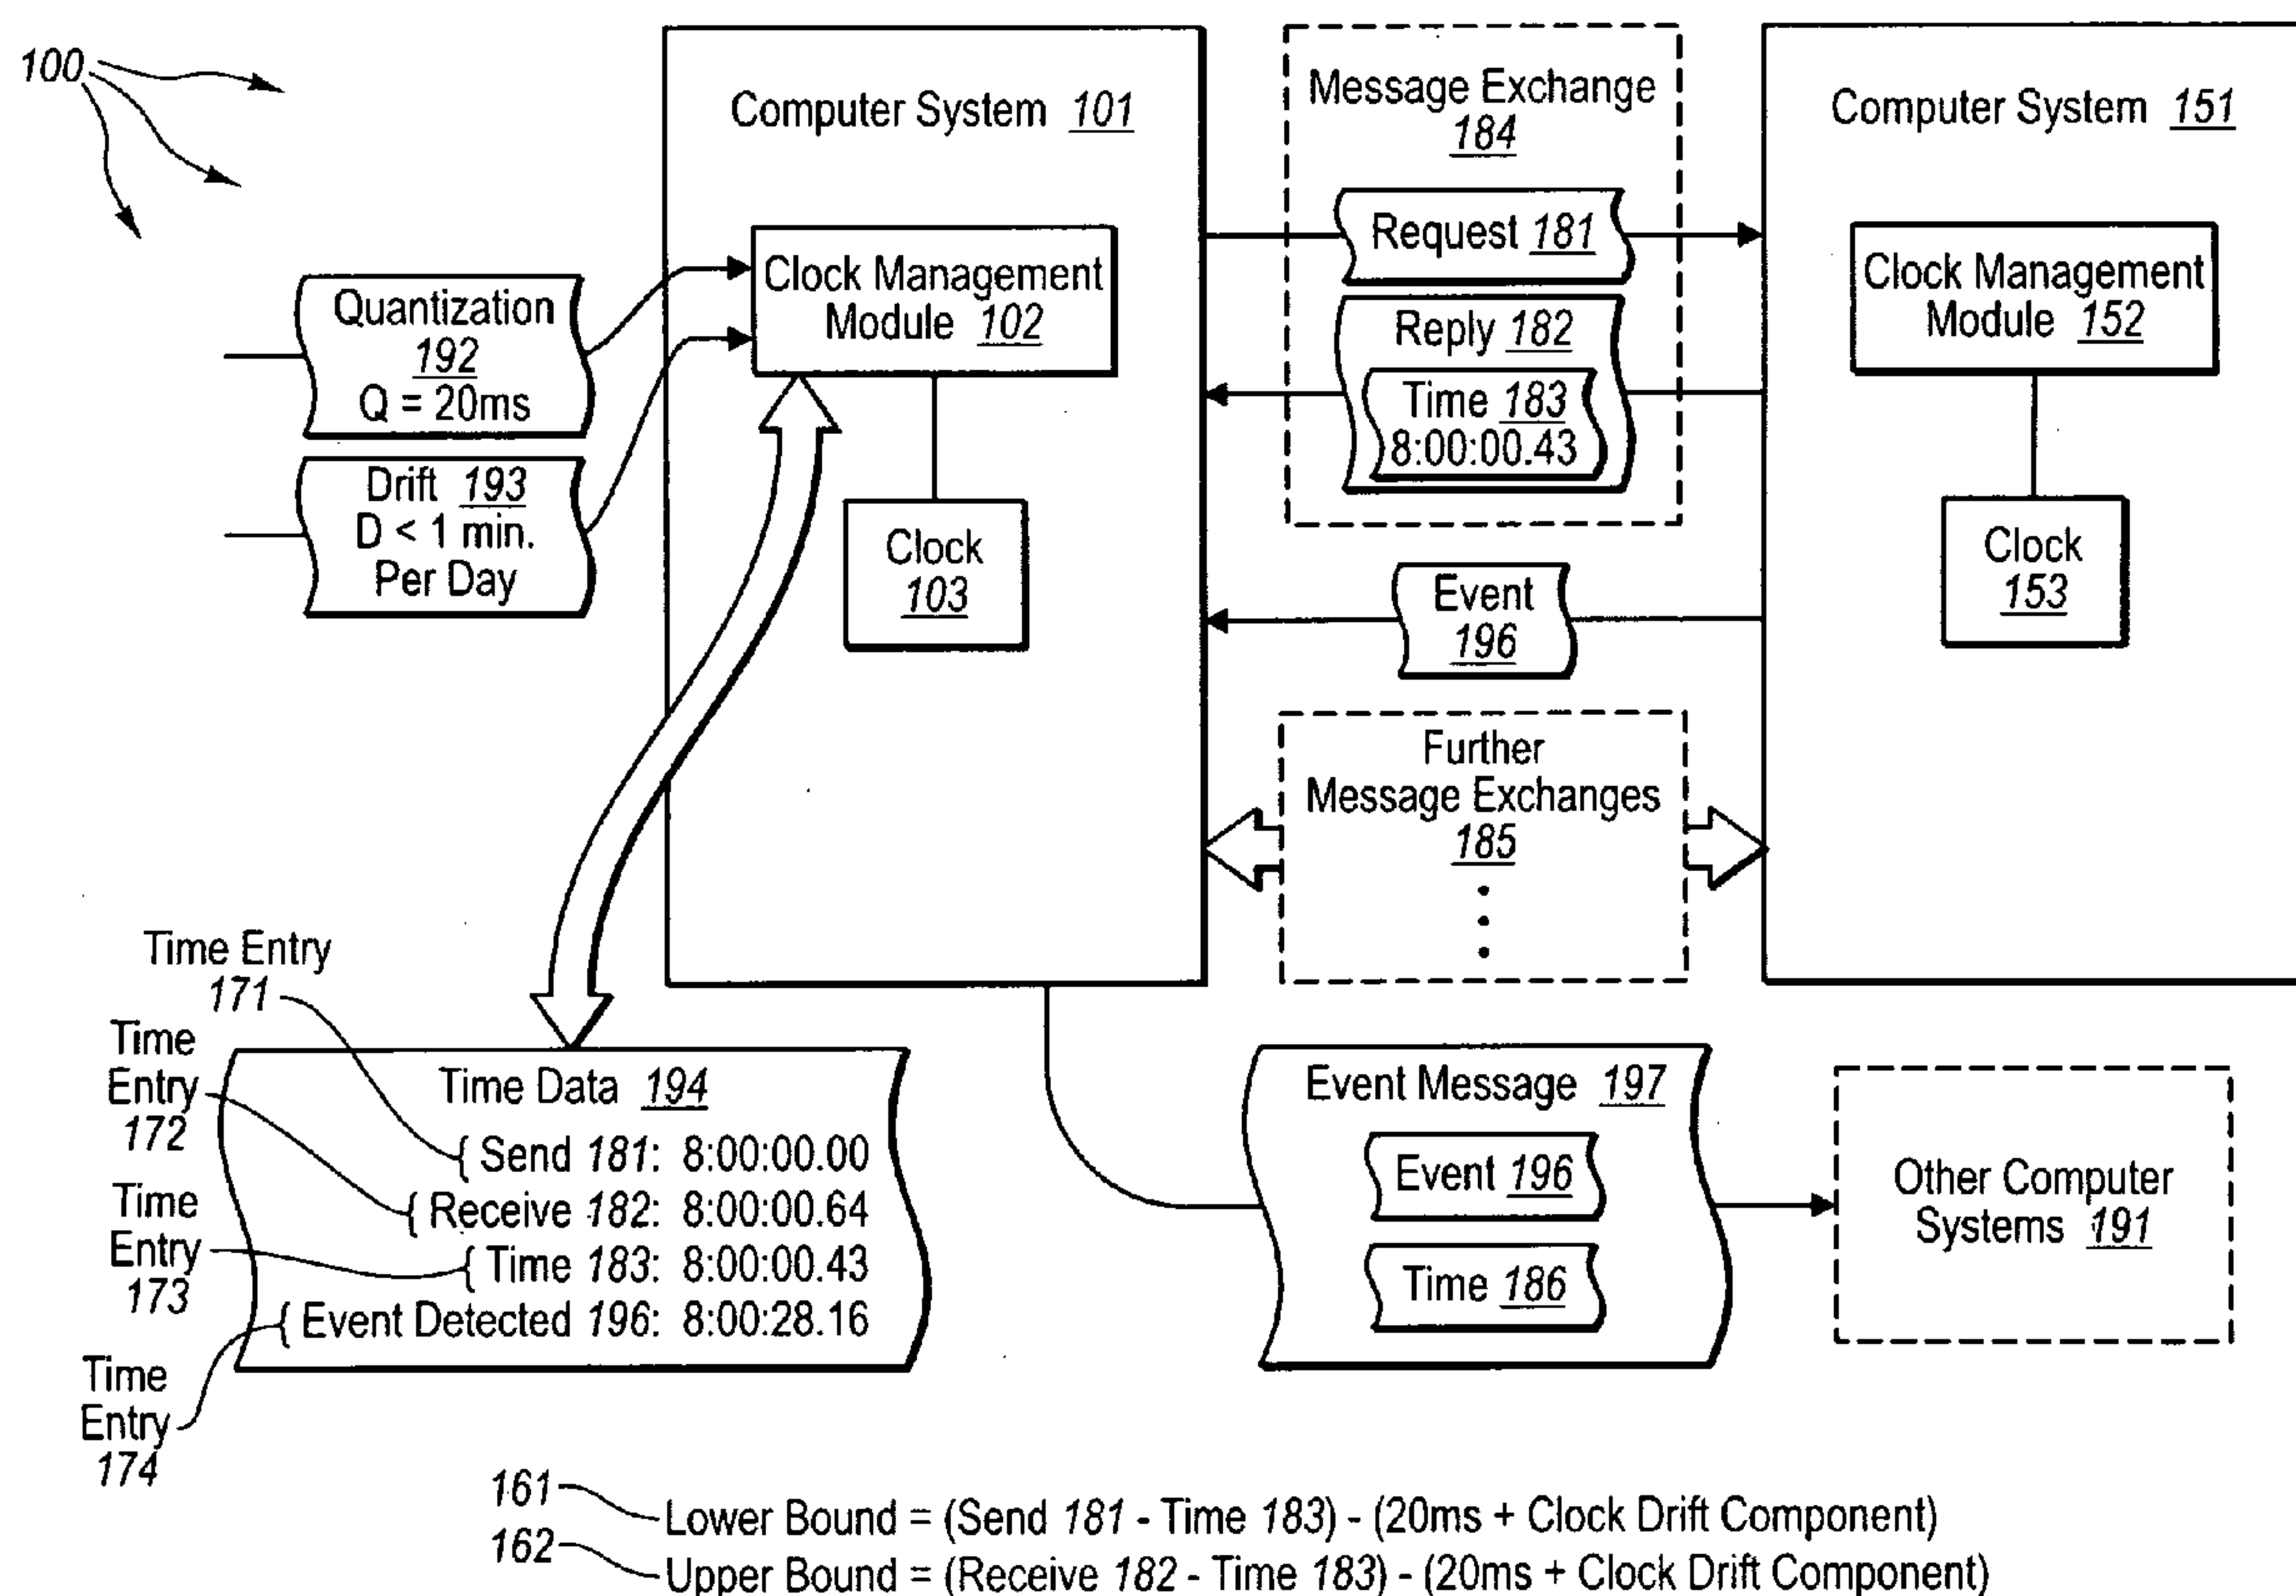 100
Computer System 101
Clock Management
Module 102
Clock
103
Quantization
192
Q = 20ms
Drift 193
D < 1 min.
Per Day
Message Exchange
184
Request 181
Reply 182
Time 183
8:00:00.43
Event
196
Further
Message Exchanges
185
Computer System 151
Clock Management
Module 152
Clock
153
Time Entry
171
Time
Entry
172
Time
Entry
173
Time
Entry
174
Time Data 194
{ Send 181: 8:00:00.00
{ Receive 182: 8:00:00.64
{ Time 183: 8:00:00.43
{ Event Detected 196: 8:00:28.16
Event Message 197
Event 196
Time 186
Other Computer
Systems 191
161
Lower Bound = (Send 181 - Time 183) - (20ms + Clock Drift Component)
162
Upper Bound = (Receive 182 - Time 183) - (20ms + Clock Drift Component)